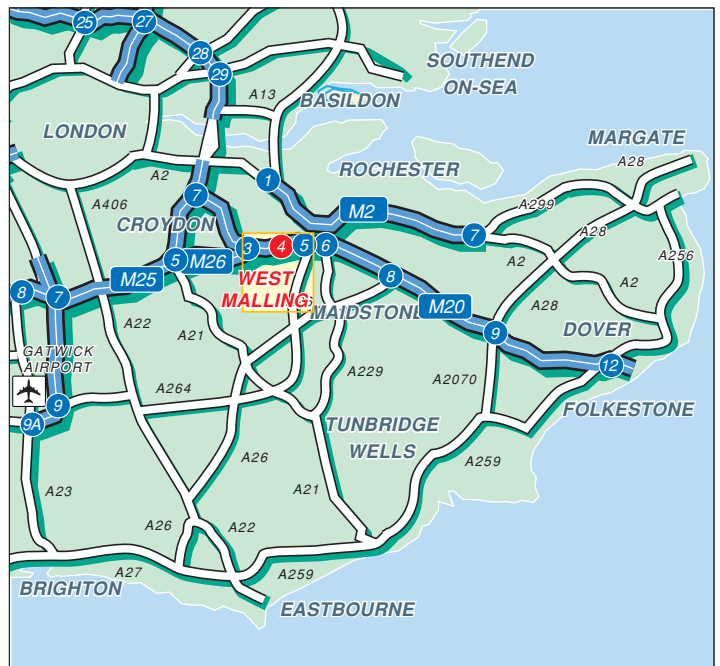 25
27
28
29
SOUTHEND
ON-SEA
A13
BASILDON
LONDON
MARGATE
A28
A2
ROCHESTER
1
7
A406
A299
M2
CROYDON
A28
7
3
4
5
6
A2
A256
5
M26
M25
WEST
MALLING
8
A2
8
7
MAIDSTONE
M20
A28
A22
A21
9
DOVER
GATWICK
AIRPORT
A229
12
A264
A2070
9
FOLKESTONE
9A
TUNBRIDGE
WELLS
A26
A259
A23
A21
A26
A22
A27
A259
BRIGHTON
EASTBOURNE